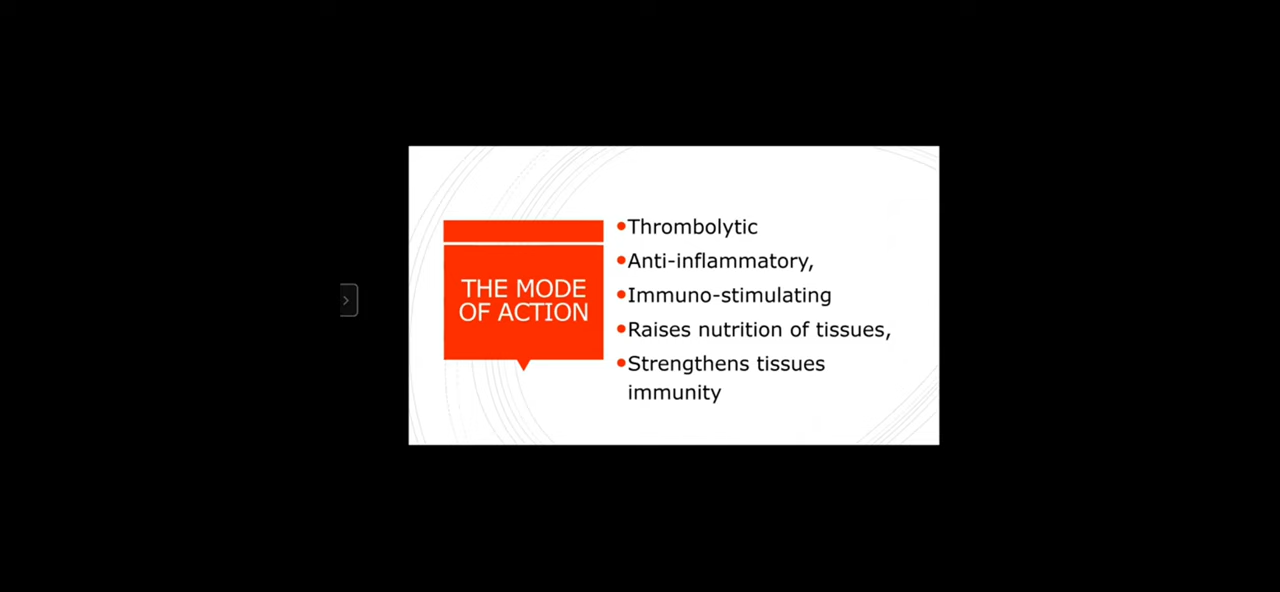 THE MODE
OF ACTION
•Thrombolytic
•Anti-inflammatory,
•Immuno-stimulating
•Raises nutrition of tissues,
•Strengthens tissues
immunity